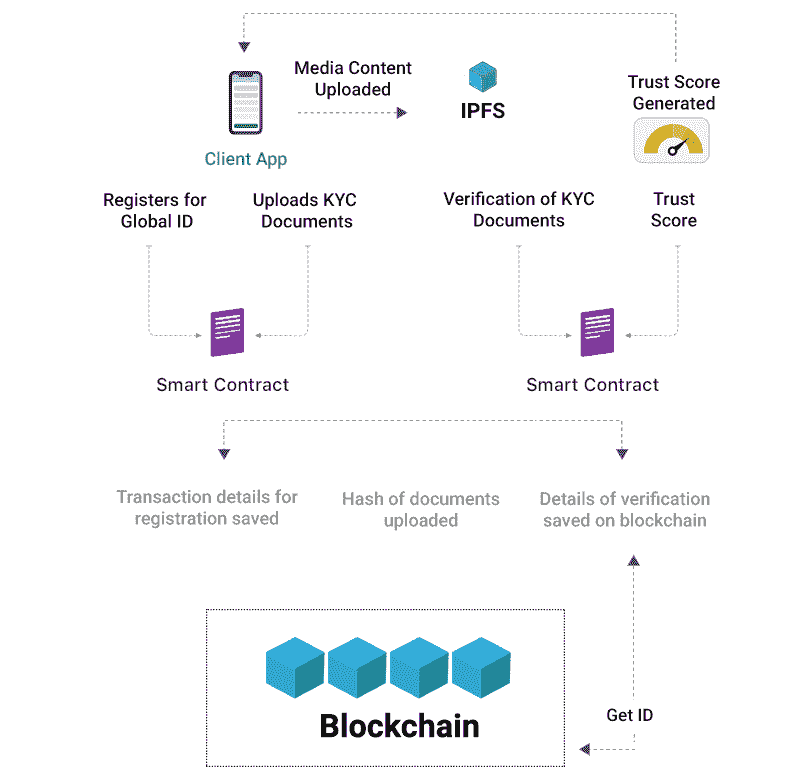 Media Content
Uploaded
IPFS
Trust Score
Generated
Client App
Registers for
Global ID
Uploads KYC
Documents
Verification of KYC
Documents
Trust
Score
Smart Contract
Smart Contract
Transaction details for
registration saved
Hash of documents
uploaded
Details of verification
saved on blockchain
Get ID
Blockchain